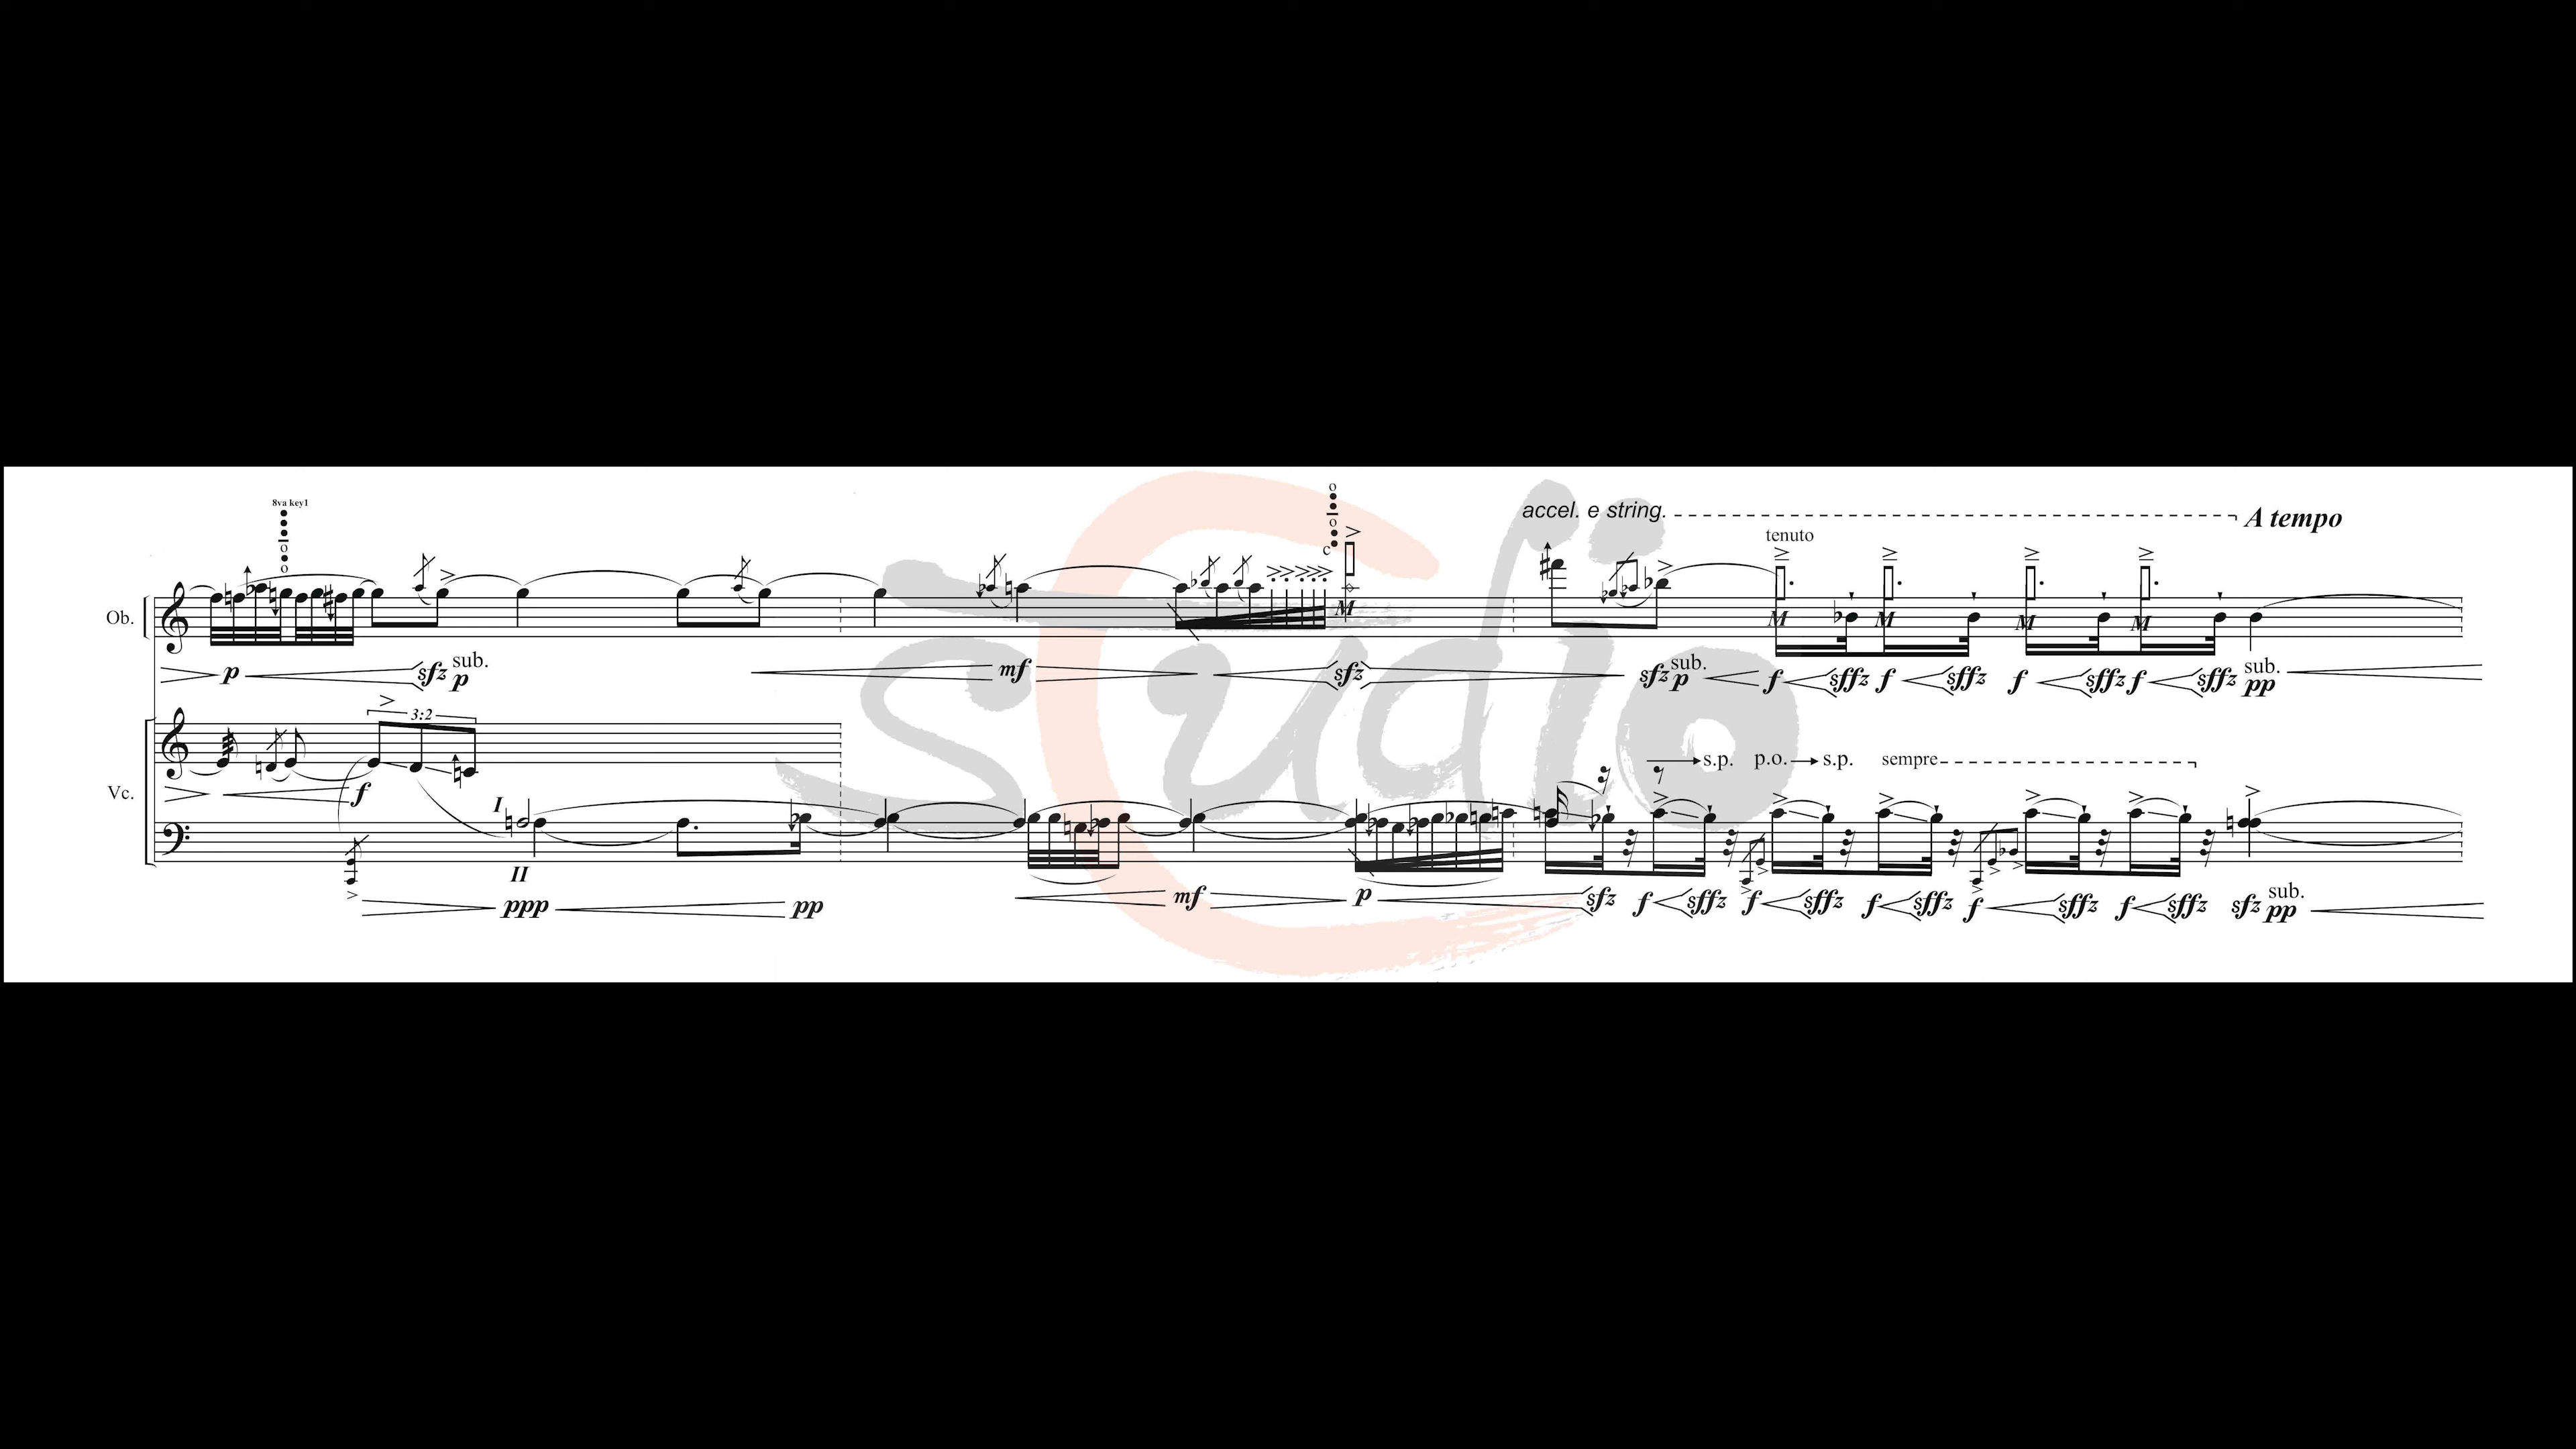 8va key1
accel. e string.
A tempo
tenuto
Ob.
M M M M M
p sfz sub. p mf sfz sfz sub. p f sffz f sffz f sffz f sffz sub. pp
3:2
s.p. p.o. s.p. sempre
Vc.
f
I
II
ppp pp mf p sfz f sffz f sffz f sffz f sffz f sffz sfz sub. pp
studio